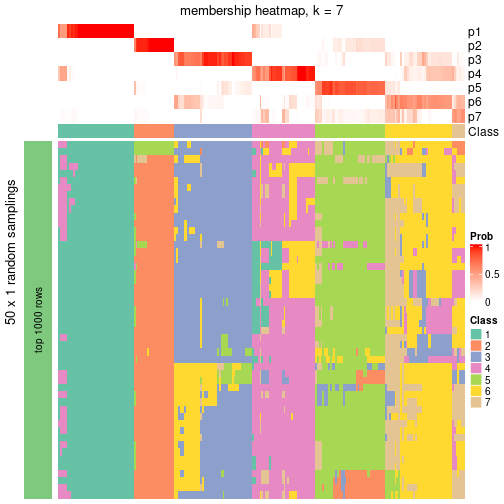 membership heatmap, k = 7
p1
p2
p3
p4
p5
p6
p7
Class
50 x 1 random samplings
top 1000 rows
Prob
1
0.5
0
Class
1
2
3
4
5
6
7